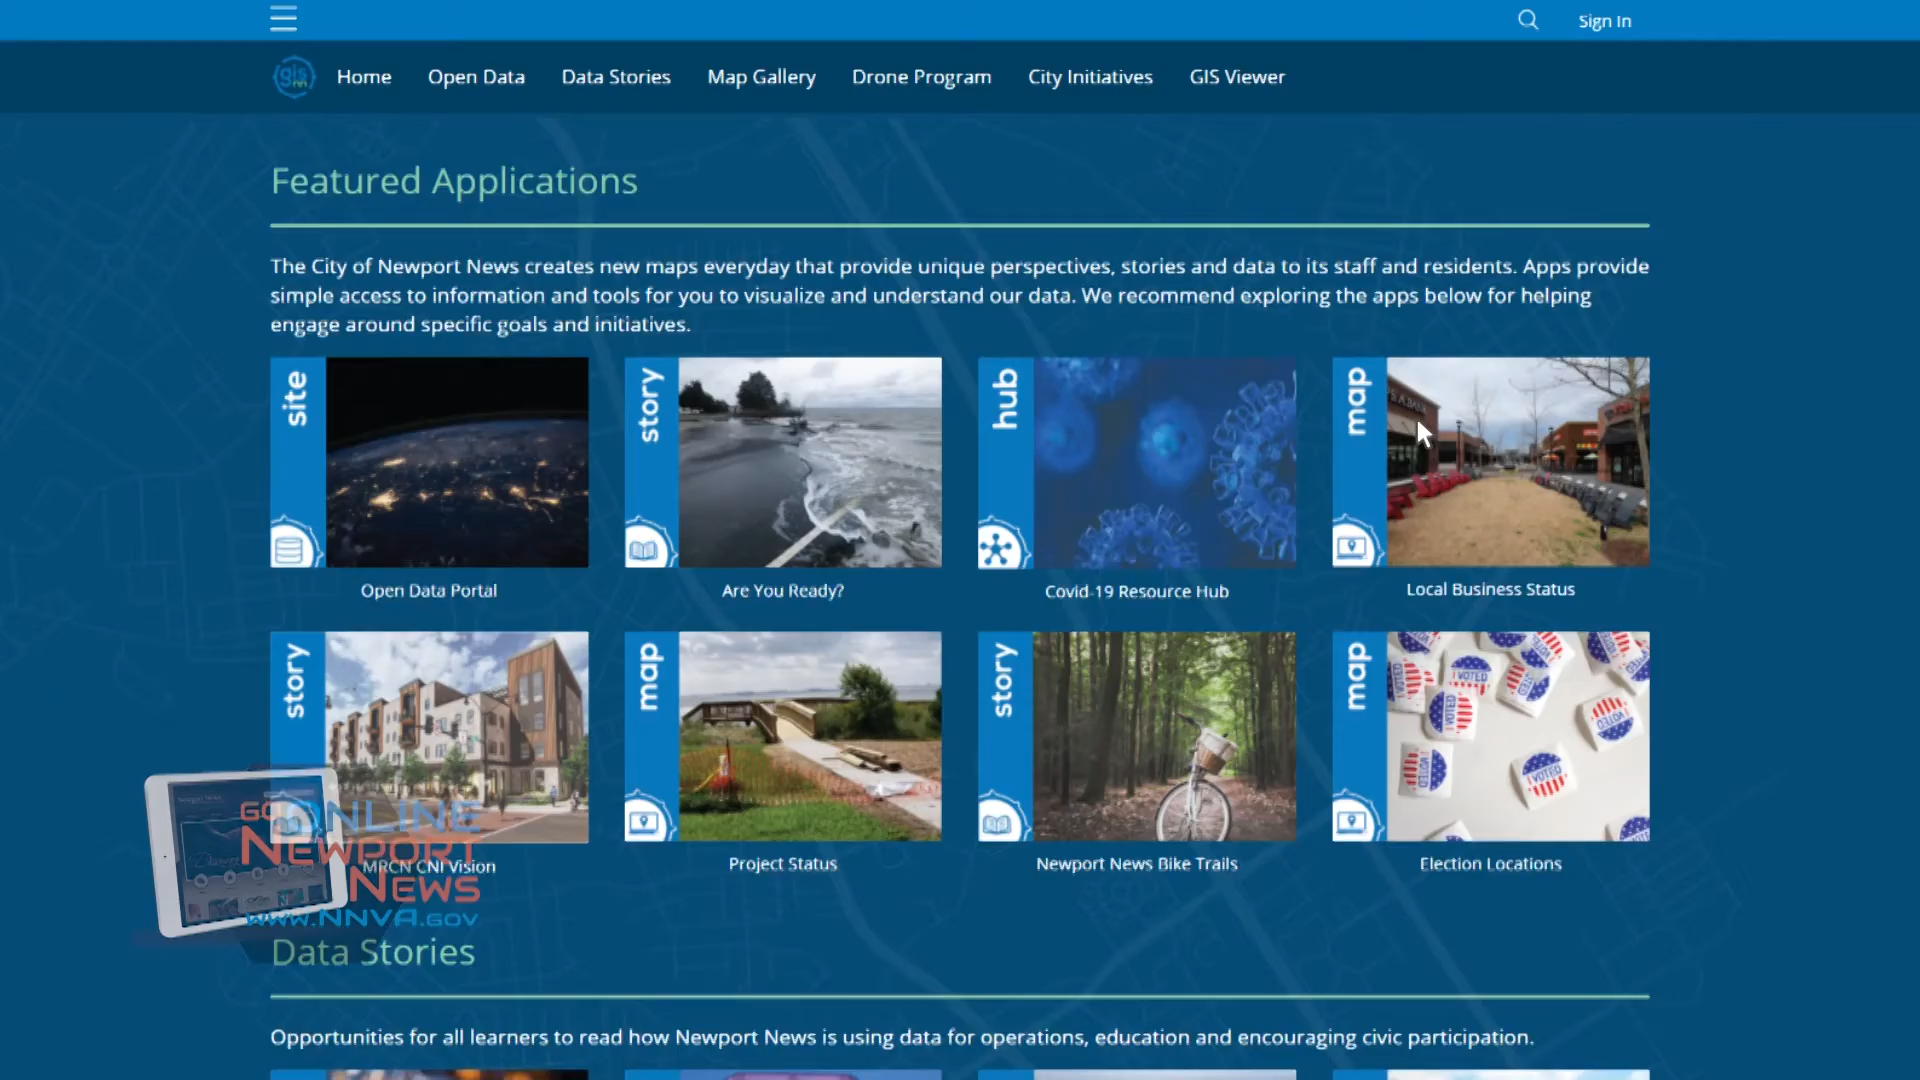 Sign In
gis
Home
Open Data
Data Stories
Map Gallery
Drone Program
City Initiatives
GIS Viewer
Featured Applications
The City of Newport News creates new maps everyday that provide unique perspectives, stories and data to its staff and residents. Apps provide
simple access to information and tools for you to visualize and understand our data. We recommend exploring the apps below for helping
engage around specific goals and initiatives.
site
story
hub
map
Open Data Portal
Are You Ready?
Covid-19 Resource Hub
Local Business Status
story
map
story
map
I VOTED
I VOTED
I VOTED
I VOTED
MRCN CNI Vision
Project Status
Newport News Bike Trails
Election Locations
GO ONLINE
NEWPORT
NEWS
WWW.NNVA.GOV
Data Stories
Opportunities for all learners to read how Newport News is using data for operations, education and encouraging civic participation.